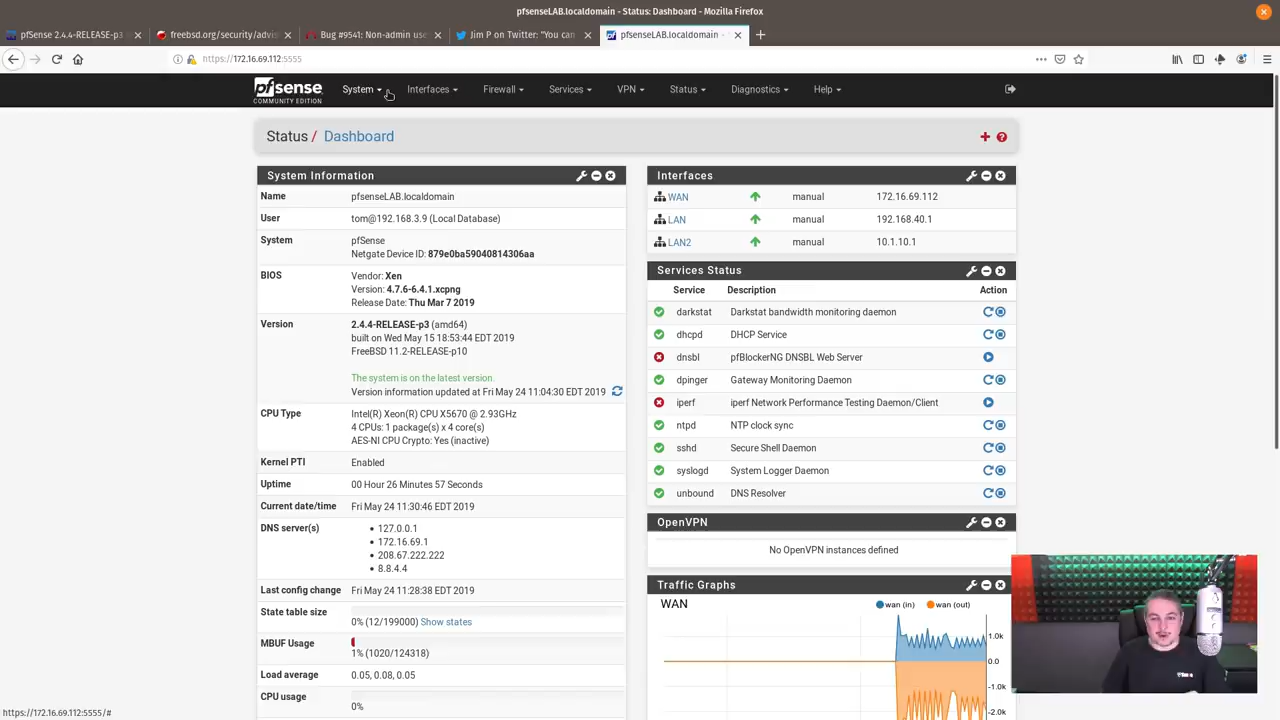 pfsenseLAB.localdomain - Status: Dashboard - Mozilla Firefox
pfSense 2.4.4-RELEASE-p3
freebsd.org/security/advis
Bug #9541: Non-admin use
Jim P on Twitter: "You can
pfsenseLAB.localdomain -
https://172.16.69.112:5555
pfsense
COMMUNITY EDITION
System
Interfaces
Firewall
Services
VPN
Status
Diagnostics
Help
Status / Dashboard
System Information
Name pfsenseLAB.localdomain
User tom@192.168.3.9 (Local Database)
System pfSense
Netgate Device ID: 879e0ba59040814306aa
BIOS Vendor: Xen
Version: 4.7.6-6.4.1.xcpng
Release Date: Thu Mar 7 2019
Version 2.4.4-RELEASE-p3 (amd64)
built on Wed May 15 18:53:44 EDT 2019
FreeBSD 11.2-RELEASE-p10
The system is on the latest version.
Version information updated at Fri May 24 11:04:30 EDT 2019
CPU Type Intel(R) Xeon(R) CPU X5670 @ 2.93GHz
4 CPUs: 1 package(s) x 4 core(s)
AES-NI CPU Crypto: Yes (inactive)
Kernel PTI Enabled
Uptime 00 Hour 26 Minutes 57 Seconds
Current date/time Fri May 24 11:30:46 EDT 2019
DNS server(s) • 127.0.0.1
• 172.16.69.1
• 208.67.222.222
• 8.8.4.4
Last config change Fri May 24 11:28:38 EDT 2019
State table size
0% (12/199000) Show states
MBUF Usage
1% (1020/124318)
Load average 0.05, 0.08, 0.05
CPU usage
0%
Interfaces
WAN manual 172.16.69.112
LAN manual 192.168.40.1
LAN2 manual 10.1.10.1
Services Status
Service Description Action
darkstat Darkstat bandwidth monitoring daemon
dhcpd DHCP Service
dnsbl pfBlockerNG DNSBL Web Server
dpinger Gateway Monitoring Daemon
iperf iperf Network Performance Testing Daemon/Client
ntpd NTP clock sync
sshd Secure Shell Daemon
syslogd System Logger Daemon
unbound DNS Resolver
OpenVPN
No OpenVPN instances defined
Traffic Graphs
WAN
wan (in) wan (out)
1.0k
0.0
-1.0k
-2.0k
https://172.16.69.112:5555/#